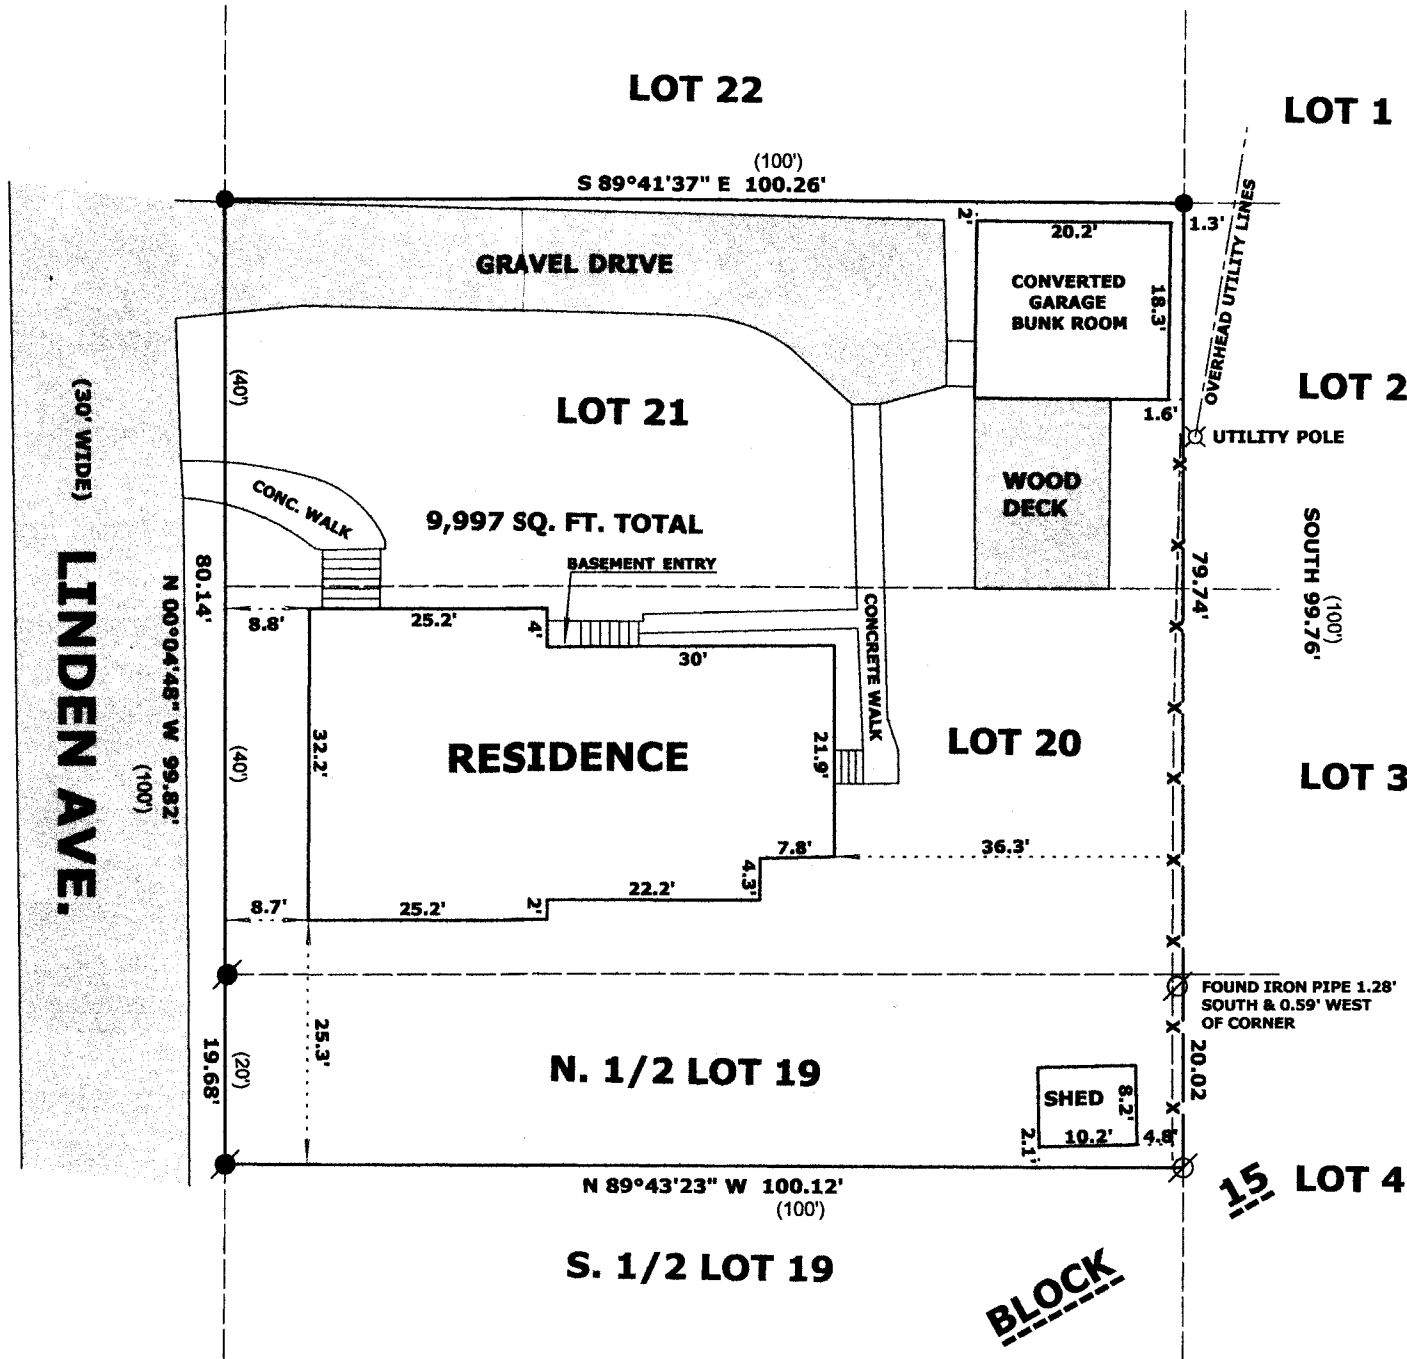 LOT 22
LOT 1
(100')
S 89°41'37" E 100.26'
1.3'
2'
20.2'
OVERHEAD UTILITY LINES
GRAVEL DRIVE
CONVERTED
GARAGE
BUNK ROOM
18.3'
(40')
(30' WIDE)
LOT 2
LOT 21
1.6'
UTILITY POLE
WOOD
DECK
CONC. WALK
9,997 SQ. FT. TOTAL
BASEMENT ENTRY
SOUTH 99.76'
(100')
79.74'
80.14'
N 00°04'48" W 99.82'
(100')
LINDEN AVE.
8.8'
25.2'
4'
30'
CONCRETE WALK
32.2'
RESIDENCE
21.9'
LOT 20
(40')
LOT 3
7.8'
36.3'
4.3'
22.2'
8.7'
25.2'
2'
FOUND IRON PIPE 1.28'
SOUTH & 0.59' WEST
OF CORNER
25.3'
19.68'
(20')
20.02
N. 1/2 LOT 19
SHED
8.2'
10.2'
4.8'
2.1'
N 89°43'23" W 100.12'
(100')
15
LOT 4
S. 1/2 LOT 19
BLOCK